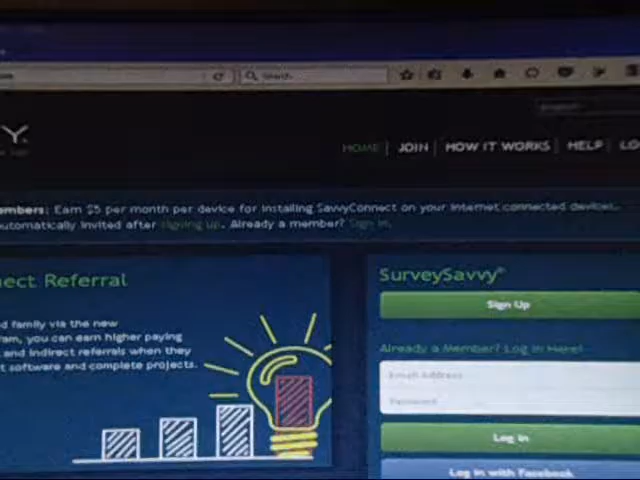 Search
Y.
HOME | JOIN | HOW IT WORKS | HELP | LO
embers: Earn $5 per month per device for installing SavvyConnect on your internet connected devices.
utomatically invited after signing up. Already a member? Sign in.
nect Referral
d family via the new
ram, you can earn higher paying
and indirect referrals when they
t software and complete projects.
SurveySavvy®
Sign Up
Already a Member? Log In Here!
Email Address
Password
Log In
Log in with Facebook